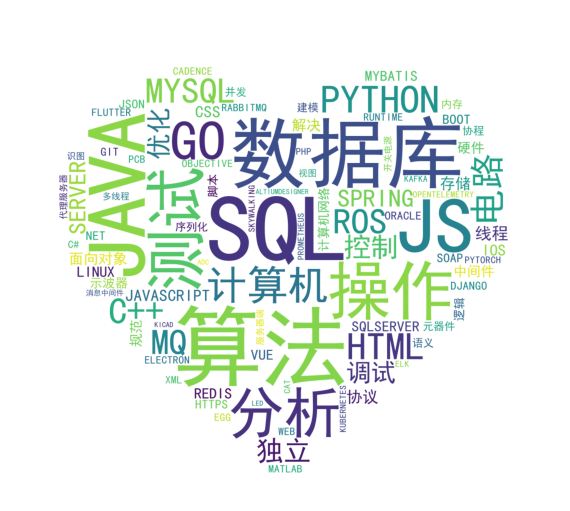 CADENCE
MYSQL
并发
MYBATIS
JSON
CSS
RABBITMQ
建模
PYTHON
内存
FLUTTER
优化
GO
解决
RUNTIME
BOOT
协程
JAVA
GIT
PCB
OBJECTIVE
数据库
PHP
开关电源
硬件
识图
SERVER
测试
脚本
视图
KAFKA
存储
电路
代理服务器
多线程
ALTIUMDESIGNER
SPRING
OPENTELEMETRY
SQL
SKYWALKING
计算机网络
ROS
ORACLE
JS
线程
C#
NET
序列化
PROMETHEUS
控制
IOS
面向对象
LINUX
ADC
计算机
操作
SOAP
PYTORCH
中间件
示波器
消息中间件
JAVASCRIPT
DJANGO
C++
算法
逻辑
规范
MQ
KICAD
服务器端
SQLSERVER
元器件
HTML
语义
ELECTRON
VUE
XML
CAT
调试
ELK
REDIS
LED
KUBERNETES
协议
HTTPS
分析
EGG
WEB
独立
MATLAB